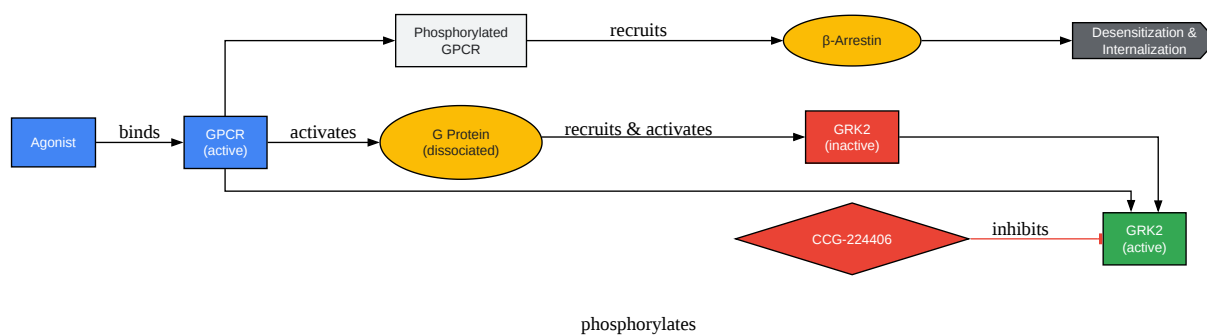 Phosphorylated
GPCR
recruits
β-Arrestin
Desensitization &
Internalization
Agonist
binds
GPCR
(active)
activates
G Protein
(dissociated)
recruits & activates
GRK2
(inactive)
CCG-224406
inhibits
GRK2
(active)
phosphorylates